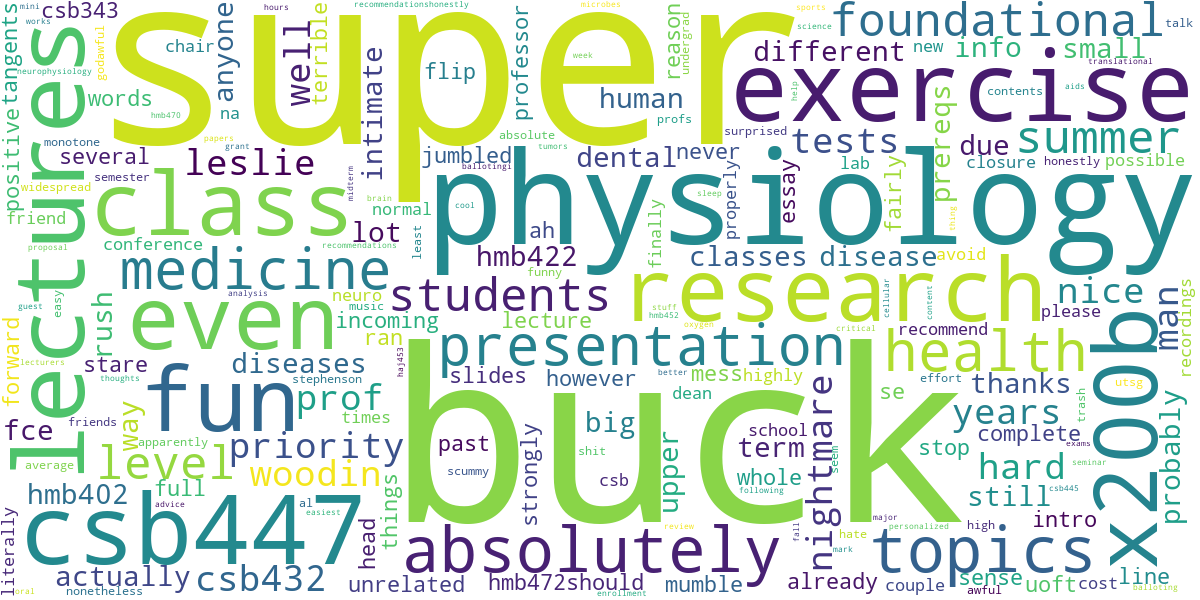 super
buck
physiology
exercise
csb447
x200b
lectures
class
research
even
fun
foundational
medicine
absolutely
presentation
topics
health
students
summer
level
woodin
prof
priority
years
hard
leslie
lot
well
different
info
small
tests
due
nice
man
dental
human
intimate
professor
flip
anyone
chair
csb343
words
several
terrible
reason
never
classes
disease
hmb422
jumbled
ah
essay
fairly
prereqs
closure
possible
lab
properly
avoid
recommend
please
thanks
complete
still
sense
uoft
cost
intro
line
probably
nightmare
already
couple
should
mumble
hmb472
unrelated
csb432
actually
hmb402
full
things
head
past
term
whole
upper
big
however
slides
mess
highly
dean
school
stop
se
strongly
csb
scummy
shit
diseases
incoming
lecture
neuro
ran
music
times
stephenson
stare
rush
forward
way
fce
apparently
friends
average
al
easiest
advice
nonetheless
literally
oral
conference
friend
positivetangents
monotone
semester
widespread
proposal
guest
easy
lecturers
thoughts
analysis
normal
least
finally
funny
cool
brain
midterm
recommendations
papers
grant
hmb470
godawful
neurophysiology
mini
works
na
hours
recommendationshonestly
microbes
week
absolute
tumors
balloting
sleep
profs
undergrad
surprised
help
sports
science
new
talk
translational
contents
aids
honestly
thing
cellular
content
critical
oxygen
stuff
hmb452
better
haj453
following
review
enrollment
seem
hate
mark
major
fall
personalized
high
awful
csb445
seminar
exams
trash
effort
utsg
recordings
balloting